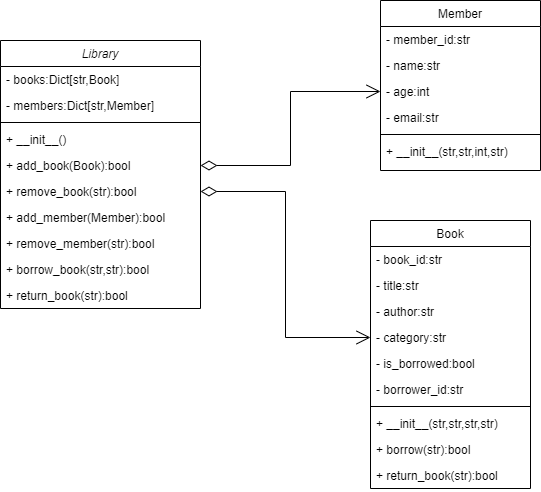 Library
- books:Dict[str,Book]
- members:Dict[str,Member]
+ __init__()
+ add_book(Book):bool
+ remove_book(str):bool
+ add_member(Member):bool
+ remove_member(str):bool
+ borrow_book(str,str):bool
+ return_book(str):bool
Member
- member_id:str
- name:str
- age:int
- email:str
+ __init__(str,str,int,str)
Book
- book_id:str
- title:str
- author:str
- category:str
- is_borrowed:bool
- borrower_id:str
+ __init__(str,str,str,str)
+ borrow(str):bool
+ return_book(str):bool